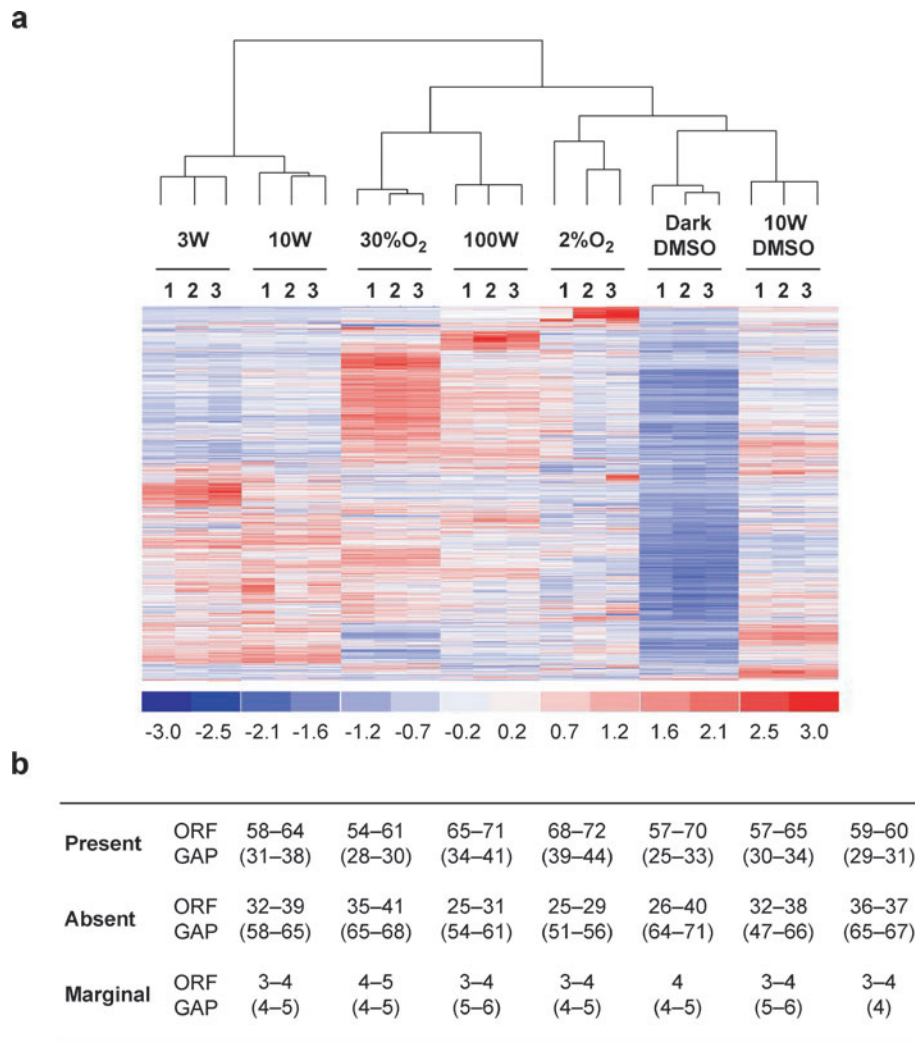 a
3W 10W 30%O₂ 100W 2%O₂ Dark DMSO 10W DMSO
1 2 3 1 2 3 1 2 3 1 2 3 1 2 3 1 2 3 1 2 3
-3.0 -2.5 -2.1 -1.6 -1.2 -0.7 -0.2 0.2 0.7 1.2 1.6 2.1 2.5 3.0
b
Present ORF 58–64 54–61 65–71 68–72 57–70 57–65 59–60
GAP (31–38) (28–30) (34–41) (39–44) (25–33) (30–34) (29–31)
Absent ORF 32–39 35–41 25–31 25–29 26–40 32–38 36–37
GAP (58–65) (65–68) (54–61) (51–56) (64–71) (47–66) (65–67)
Marginal ORF 3–4 4–5 3–4 3–4 4 3–4 3–4
GAP (4–5) (4–5) (5–6) (4–5) (4–5) (5–6) (4)